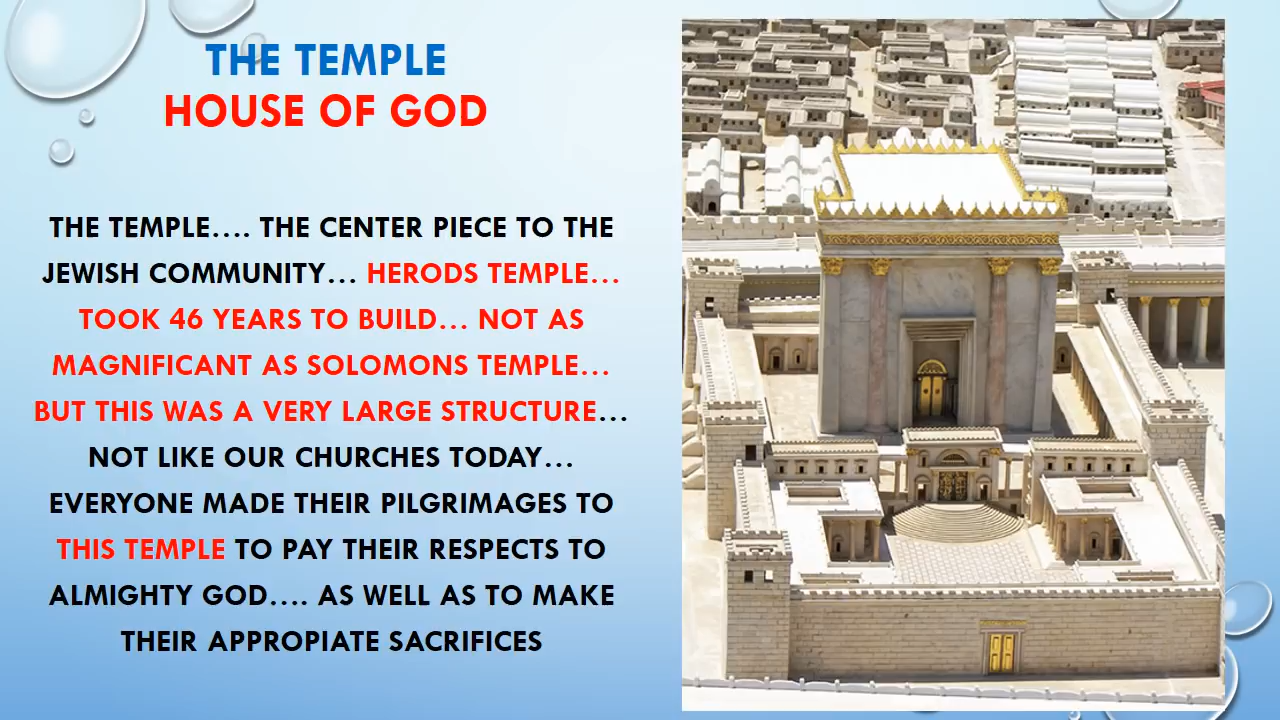 THE TEMPLE
HOUSE OF GOD
THE TEMPLE.... THE CENTER PIECE TO THE
JEWISH COMMUNITY... HERODS TEMPLE...
TOOK 46 YEARS TO BUILD... NOT AS
MAGNIFICANT AS SOLOMONS TEMPLE...
BUT THIS WAS A VERY LARGE STRUCTURE...
NOT LIKE OUR CHURCHES TODAY...
EVERYONE MADE THEIR PILGRIMAGES TO
THIS TEMPLE TO PAY THEIR RESPECTS TO
ALMIGHTY GOD.... AS WELL AS TO MAKE
THEIR APPROPIATE SACRIFICES